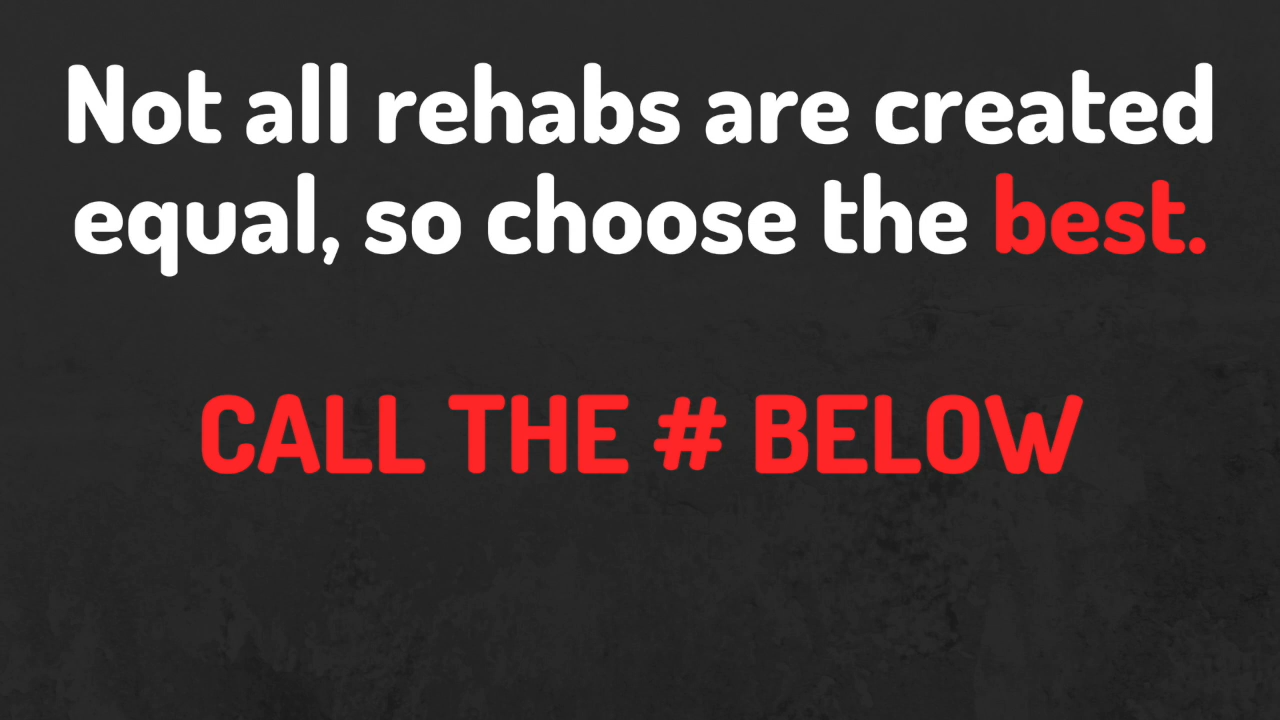 Not all rehabs are created
equal, so choose the best.
CALL THE # BELOW